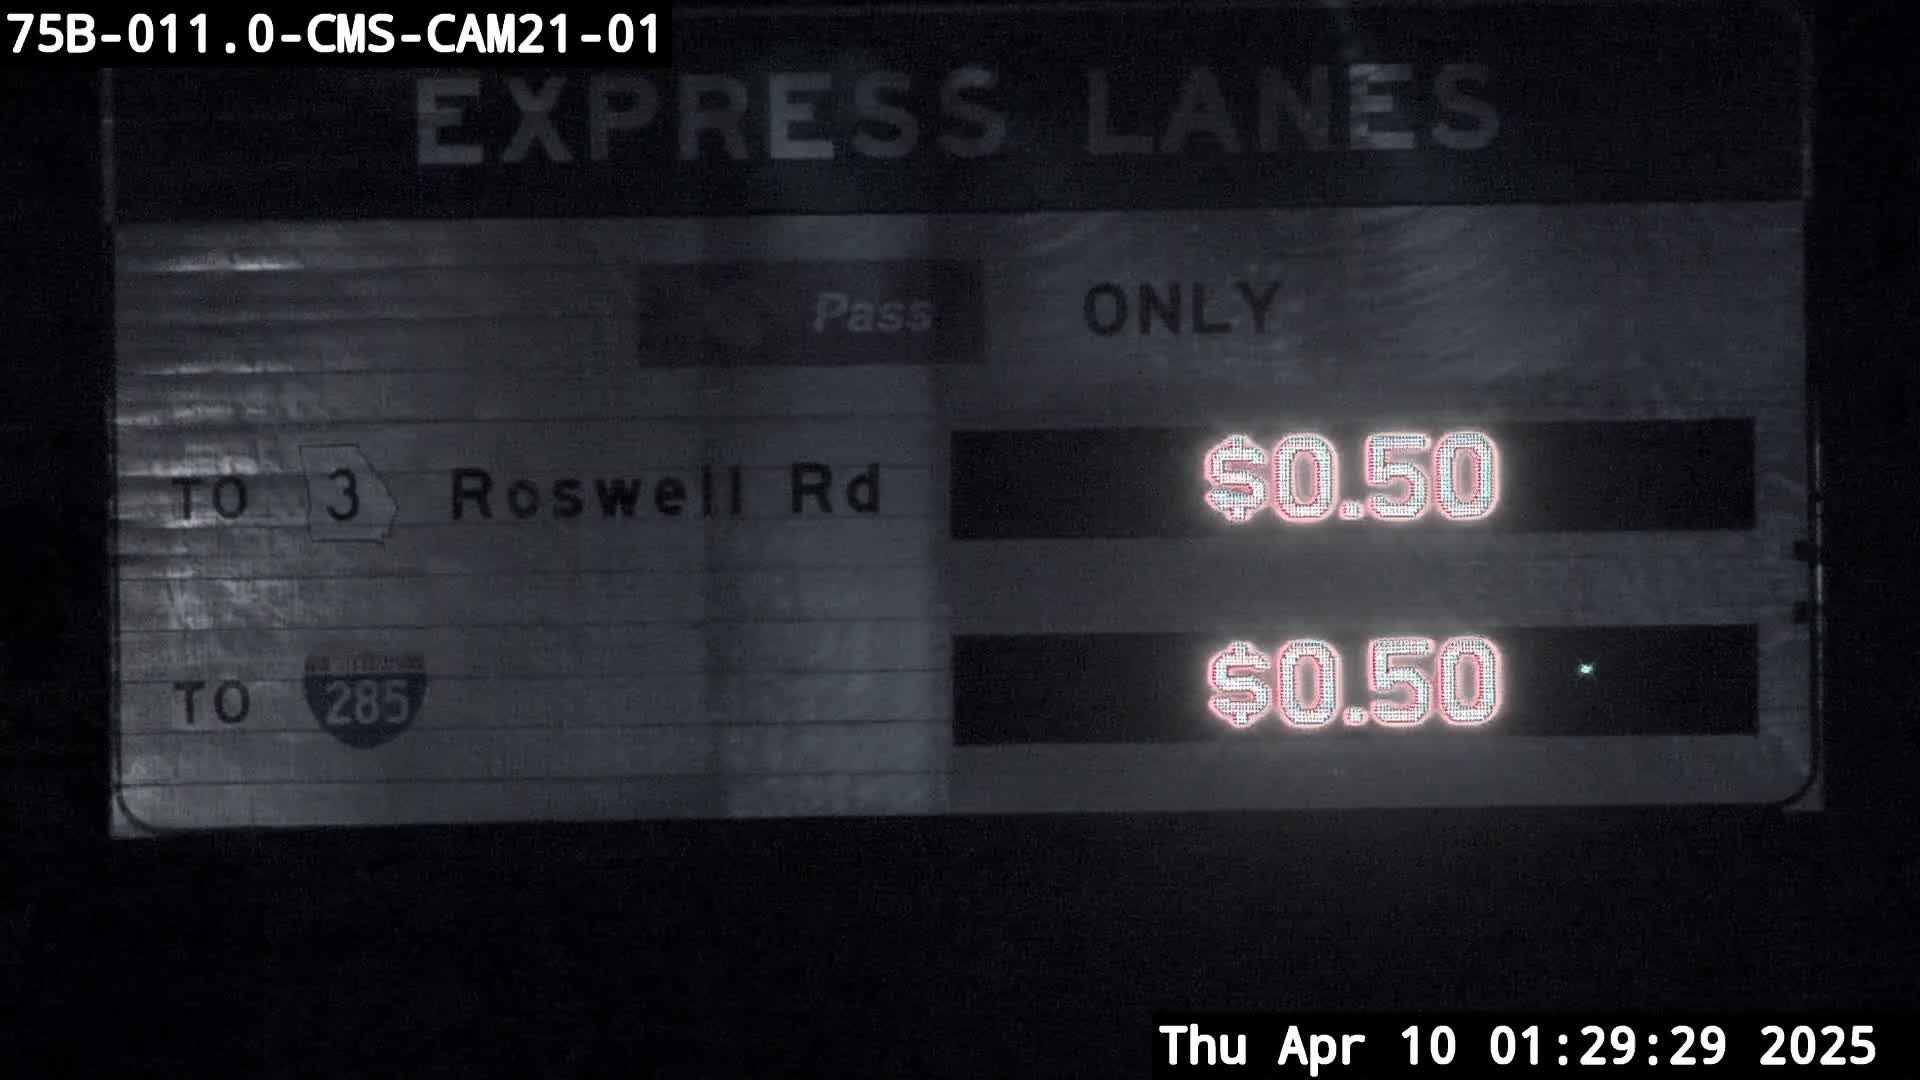 75B-011.0-CMS-CAM21-01
EXPRESS LANES
Pass ONLY
TO 3 Roswell Rd $0.50
TO 285 $0.50
Thu Apr 10 01:29:29 2025